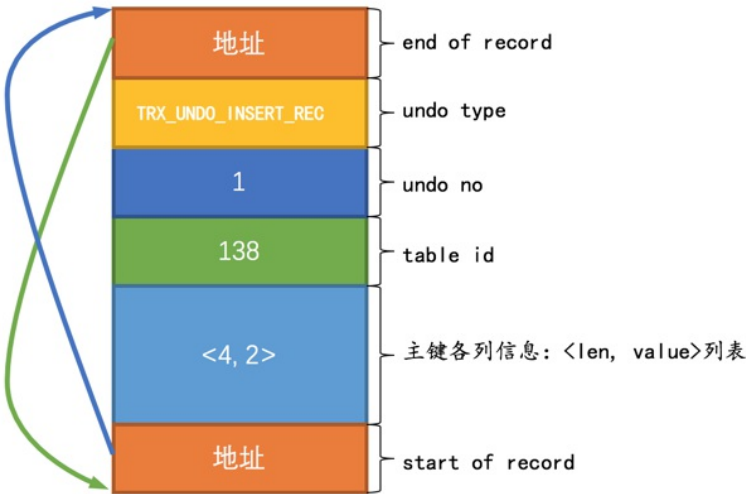 地址 end of record
TRX_UNDO_INSERT_REC undo type
1 undo no
138 table id
<4, 2> 主键各列信息：<len, value>列表
地址 start of record